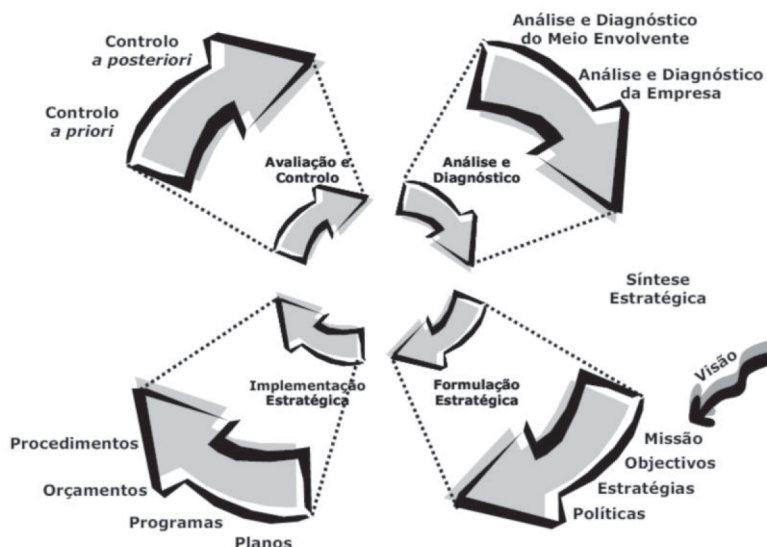 Controlo
a posteriori
Controlo
a priori
Avaliação e
Controlo
Análise e Diagnóstico
do Meio Envolvente
Análise e Diagnóstico
da Empresa
Análise e
Diagnóstico
Síntese
Estratégica
Visão
Formulação
Estratégica
Missão
Objectivos
Estratégias
Políticas
Implementação
Estratégica
Procedimentos
Orçamentos
Programas
Planos